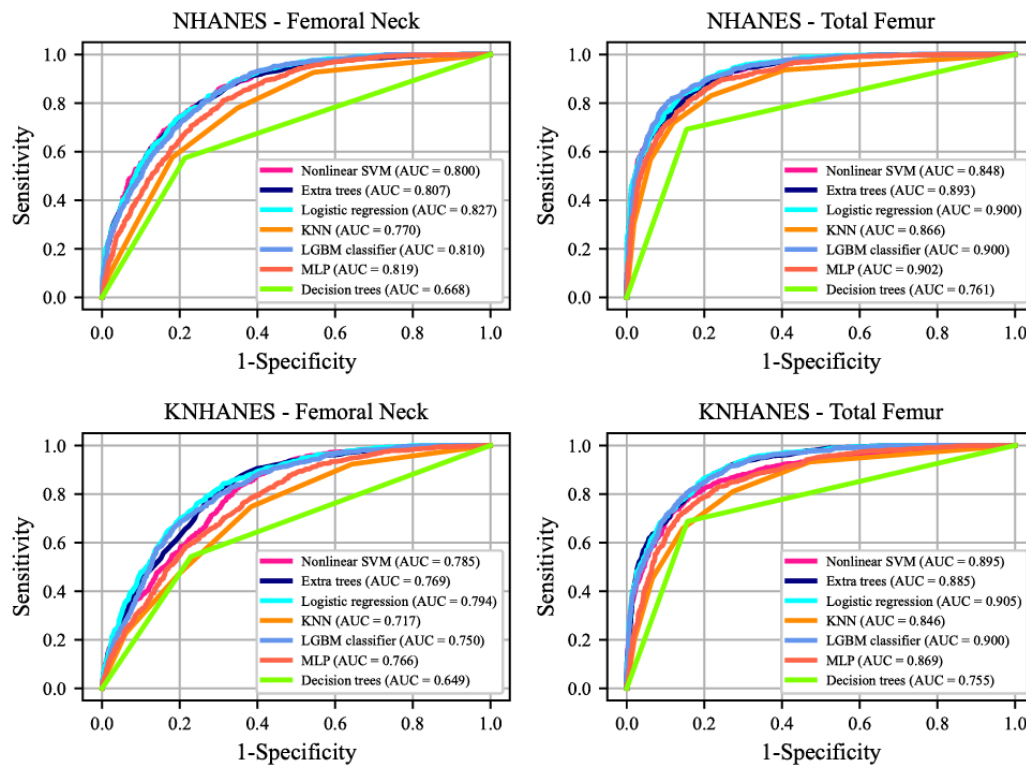 NHANES - Femoral Neck
1.0
0.8
0.6
0.4
0.2
0.0
Sensitivity
Nonlinear SVM (AUC = 0.800)
Extra trees (AUC = 0.807)
Logistic regression (AUC = 0.827)
KNN (AUC = 0.770)
LGBM classifier (AUC = 0.810)
MLP (AUC = 0.819)
Decision trees (AUC = 0.668)
0.0 0.2 0.4 0.6 0.8 1.0
1-Specificity
NHANES - Total Femur
1.0
0.8
0.6
0.4
0.2
0.0
Sensitivity
Nonlinear SVM (AUC = 0.848)
Extra trees (AUC = 0.893)
Logistic regression (AUC = 0.900)
KNN (AUC = 0.866)
LGBM classifier (AUC = 0.900)
MLP (AUC = 0.902)
Decision trees (AUC = 0.761)
0.0 0.2 0.4 0.6 0.8 1.0
1-Specificity
KNHANES - Femoral Neck
1.0
0.8
0.6
0.4
0.2
0.0
Sensitivity
Nonlinear SVM (AUC = 0.785)
Extra trees (AUC = 0.769)
Logistic regression (AUC = 0.794)
KNN (AUC = 0.717)
LGBM classifier (AUC = 0.750)
MLP (AUC = 0.766)
Decision trees (AUC = 0.649)
0.0 0.2 0.4 0.6 0.8 1.0
1-Specificity
KNHANES - Total Femur
1.0
0.8
0.6
0.4
0.2
0.0
Sensitivity
Nonlinear SVM (AUC = 0.895)
Extra trees (AUC = 0.885)
Logistic regression (AUC = 0.905)
KNN (AUC = 0.846)
LGBM classifier (AUC = 0.900)
MLP (AUC = 0.869)
Decision trees (AUC = 0.755)
0.0 0.2 0.4 0.6 0.8 1.0
1-Specificity